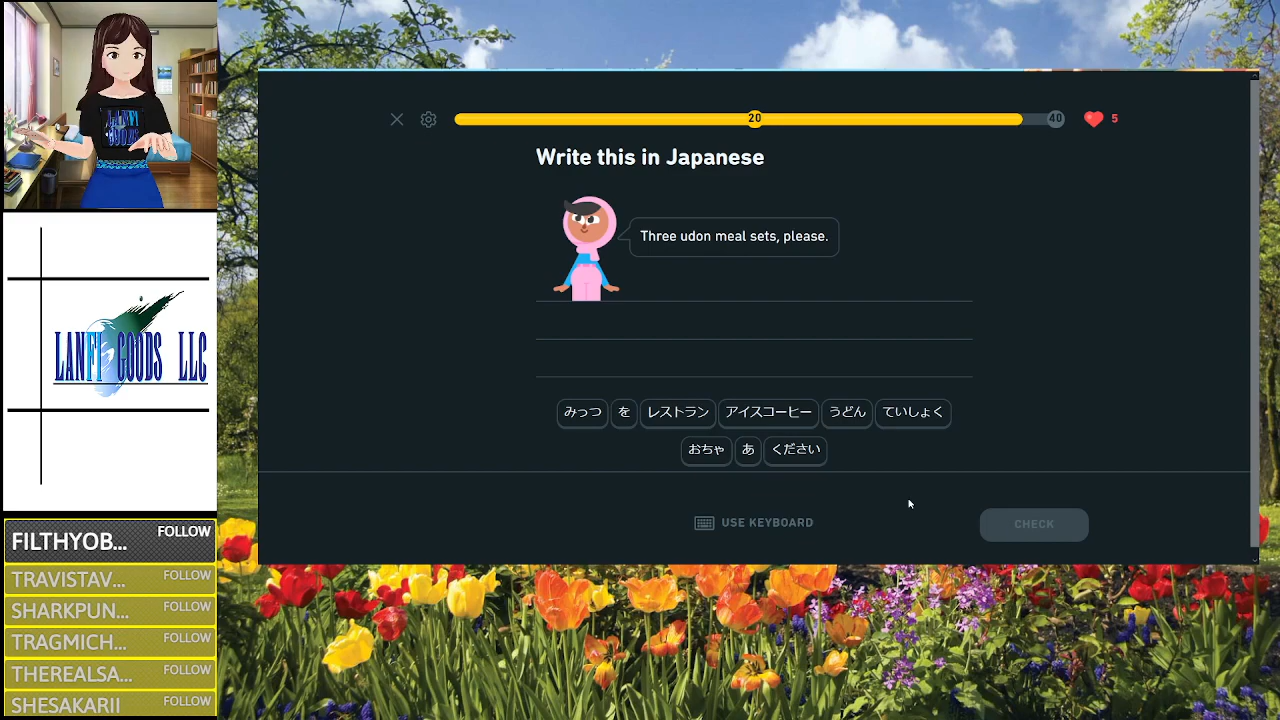 LANFI
GOODS
20
40
5
Write this in Japanese
Three udon meal sets, please.
LANFI GOODS LLC
みっつ を レストラン アイスコーヒー うどん ていしょく
おちゃ あ ください
USE KEYBOARD
CHECK
FILTHYOB... FOLLOW
TRAVISTAV... FOLLOW
SHARKPUN... FOLLOW
TRAGMICH... FOLLOW
THEREALSA... FOLLOW
SHESAKARII FOLLOW